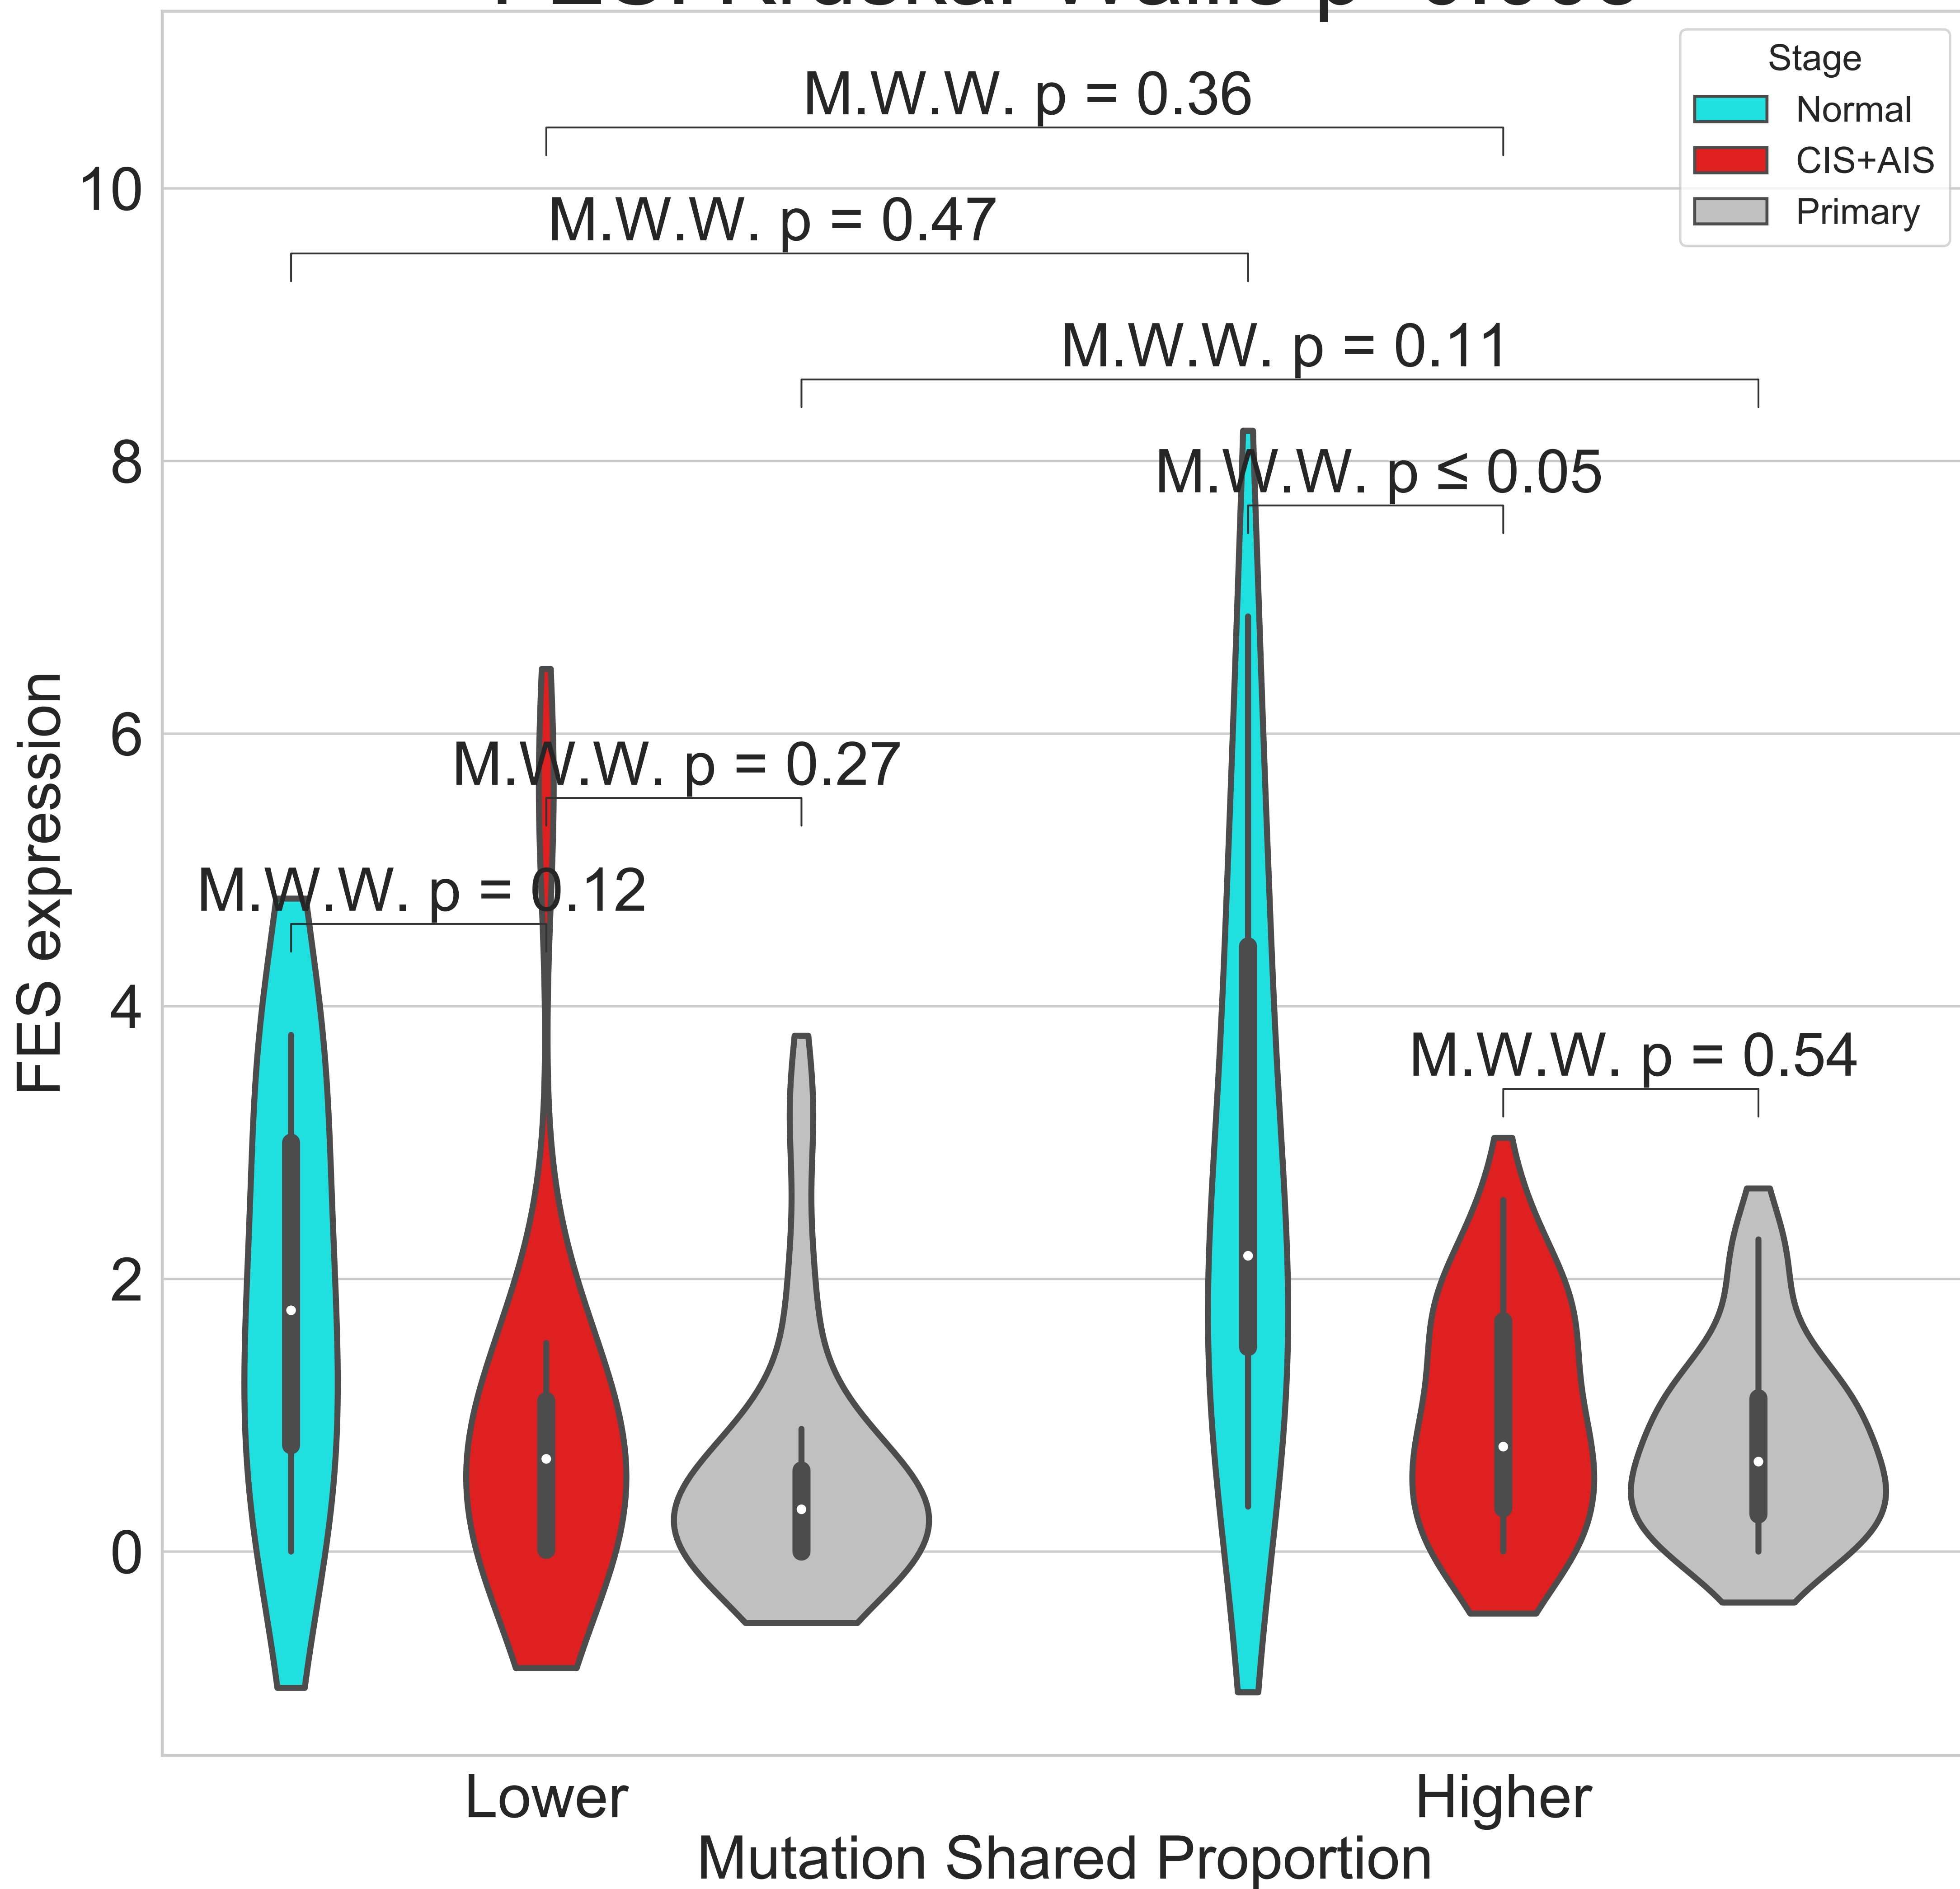 Stage
Normal
CIS+AIS
Primary
M.W.W. p = 0.36
M.W.W. p = 0.47
M.W.W. p = 0.11
M.W.W. p ≤ 0.05
M.W.W. p = 0.27
M.W.W. p = 0.12
M.W.W. p = 0.54
10
8
6
4
2
0
FES expression
Lower
Higher
Mutation Shared Proportion